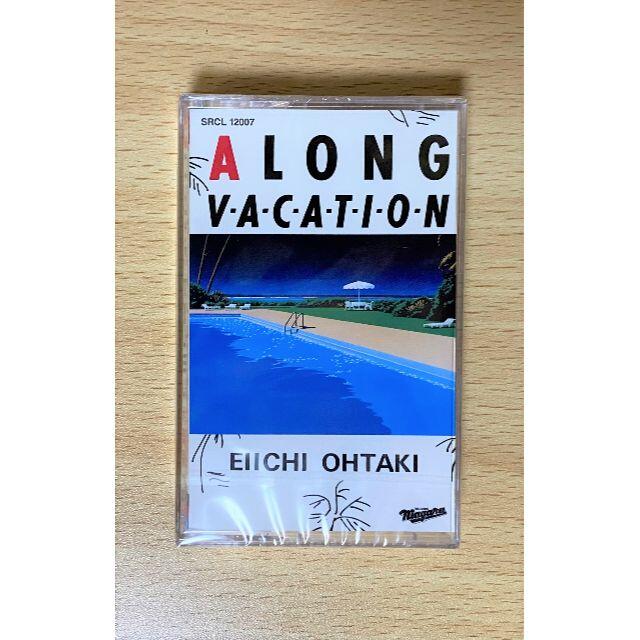 SRCL 12007
A LONG
V·A·C·A·T·I·O·N
EIICHI OHTAKI
Niagara